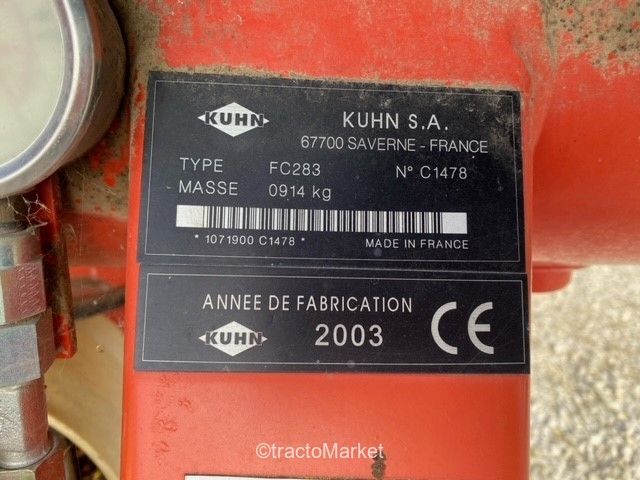 KUHN KUHN S.A.
67700 SAVERNE - FRANCE
TYPE FC283 N° C1478
MASSE 0914 kg
* 1071900 C1478 * MADE IN FRANCE
ANNEE DE FABRICATION
KUHN 2003 CE
©tractoMarket